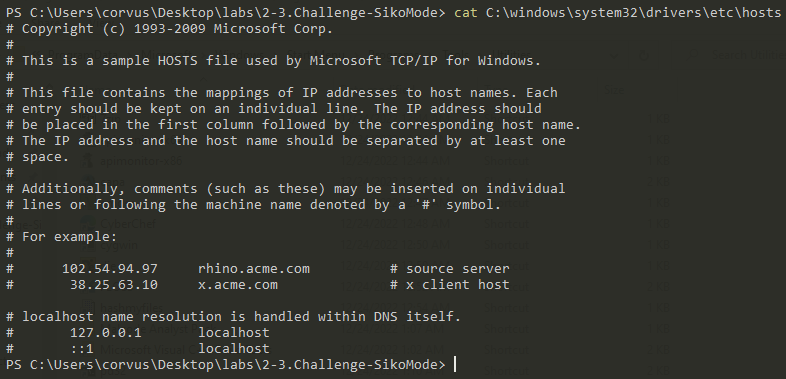 PS C:\Users\corvus\Desktop\labs\2-3.Challenge-SikoMode> cat C:\windows\system32\drivers\etc\hosts
# Copyright (c) 1993-2009 Microsoft Corp.
#
# This is a sample HOSTS file used by Microsoft TCP/IP for Windows.
#
# This file contains the mappings of IP addresses to host names. Each
# entry should be kept on an individual line. The IP address should
# be placed in the first column followed by the corresponding host name.
# The IP address and the host name should be separated by at least one
# space.
#
# Additionally, comments (such as these) may be inserted on individual
# lines or following the machine name denoted by a '#' symbol.
#
# For example:
#
#      102.54.94.97     rhino.acme.com          # source server
#       38.25.63.10     x.acme.com              # x client host

# localhost name resolution is handled within DNS itself.
#       127.0.0.1       localhost
#       ::1             localhost
PS C:\Users\corvus\Desktop\labs\2-3.Challenge-SikoMode>